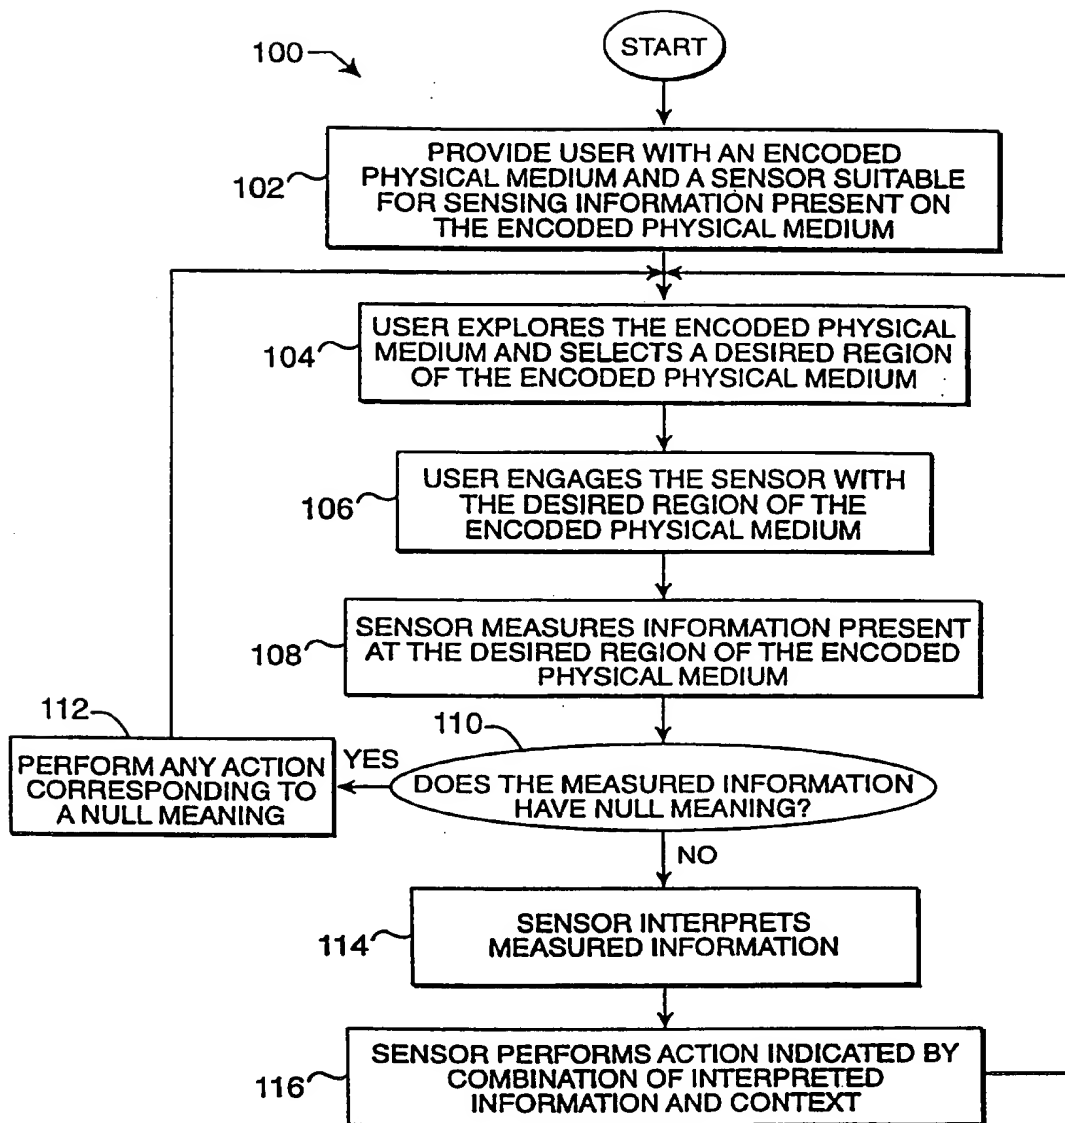 START
100
PROVIDE USER WITH AN ENCODED
PHYSICAL MEDIUM AND A SENSOR SUITABLE
FOR SENSING INFORMATION PRESENT ON
THE ENCODED PHYSICAL MEDIUM
102
USER EXPLORES THE ENCODED PHYSICAL
MEDIUM AND SELECTS A DESIRED REGION
OF THE ENCODED PHYSICAL MEDIUM
104
USER ENGAGES THE SENSOR WITH
THE DESIRED REGION OF THE
ENCODED PHYSICAL MEDIUM
106
SENSOR MEASURES INFORMATION PRESENT
AT THE DESIRED REGION OF THE ENCODED
PHYSICAL MEDIUM
108
110
DOES THE MEASURED INFORMATION
HAVE NULL MEANING?
YES
112
PERFORM ANY ACTION
CORRESPONDING TO
A NULL MEANING
NO
SENSOR INTERPRETS
MEASURED INFORMATION
114
SENSOR PERFORMS ACTION INDICATED BY
COMBINATION OF INTERPRETED
INFORMATION AND CONTEXT
116